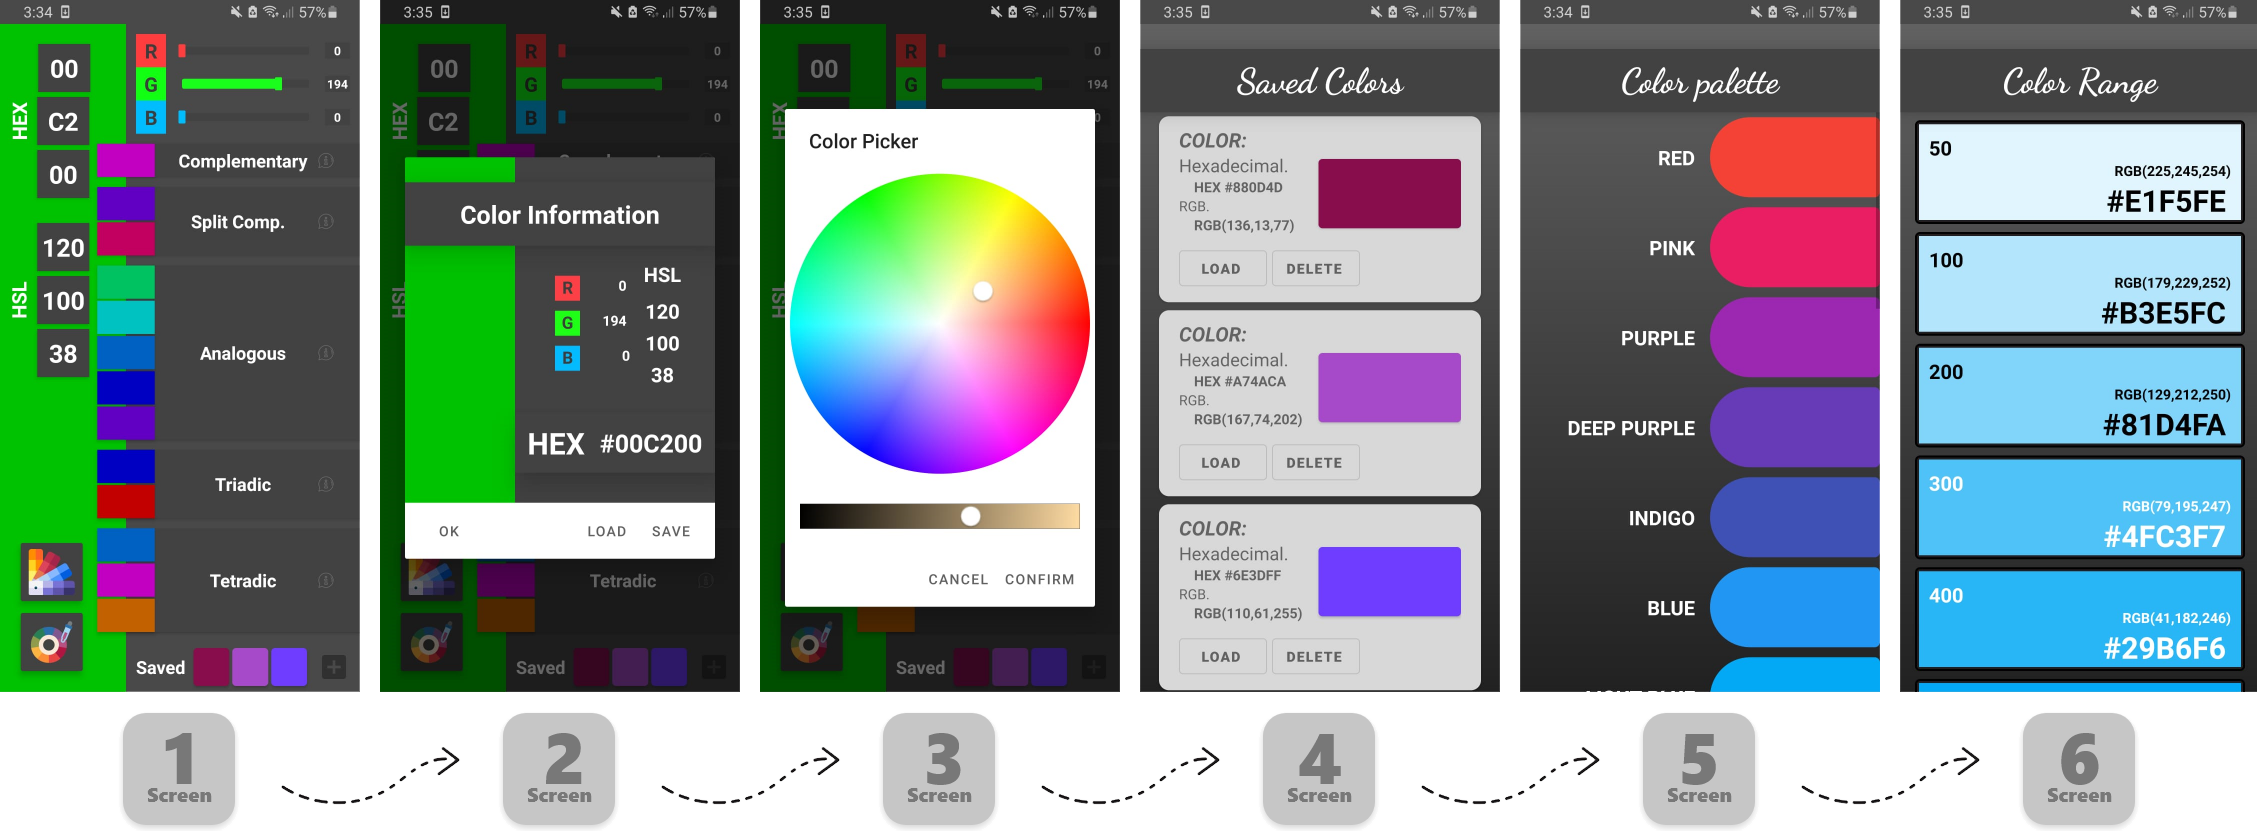 3:34
57%
00
C2
00
HEX
120
100
38
HSL
R
0
G
194
B
0
Complementary
Split Comp.
Analogous
Triadic
Tetradic
Saved
3:35
57%
00
C2
HEX
HSL
R
0
G
194
B
0
Color Information
R 0
G 194
B 0
HSL
120
100
38
HEX #00C200
OK LOAD SAVE
Tetradic
Saved
3:35
57%
00
HEX
HSL
R
0
G
194
0
Color Picker
CANCEL CONFIRM
Saved
3:35
57%
Saved Colors
COLOR:
Hexadecimal.
HEX #880D4D
RGB.
RGB(136,13,77)
LOAD DELETE
COLOR:
Hexadecimal.
HEX #A74ACA
RGB.
RGB(167,74,202)
LOAD DELETE
COLOR:
Hexadecimal.
HEX #6E3DFF
RGB.
RGB(110,61,255)
LOAD DELETE
3:34
57%
Color palette
RED
PINK
PURPLE
DEEP PURPLE
INDIGO
BLUE
3:35
57%
Color Range
50
RGB(225,245,254)
#E1F5FE
100
RGB(179,229,252)
#B3E5FC
200
RGB(129,212,250)
#81D4FA
300
RGB(79,195,247)
#4FC3F7
400
RGB(41,182,246)
#29B6F6
1
Screen
2
Screen
3
Screen
4
Screen
5
Screen
6
Screen